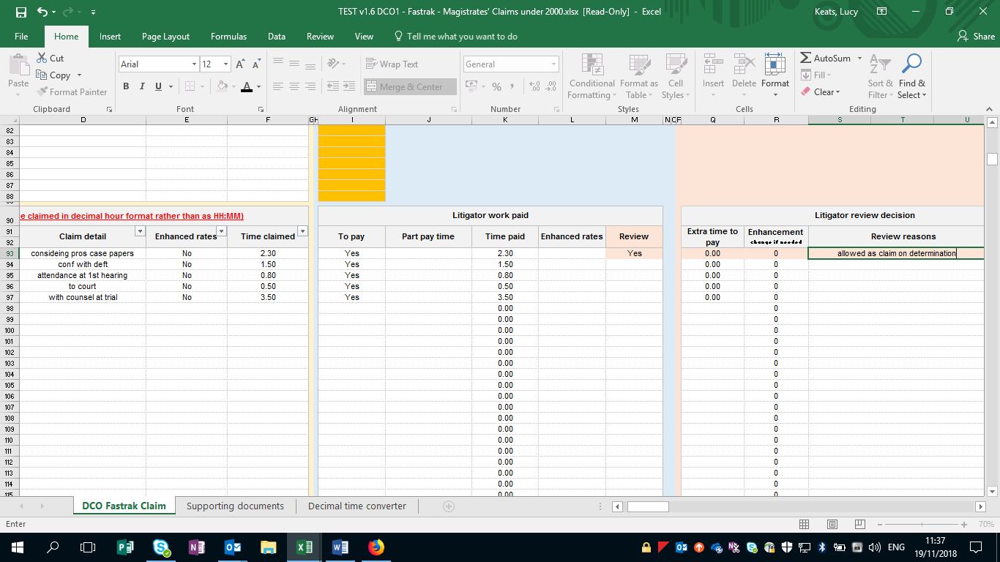 TEST v1.6 DCO1 - Fastrak - Magistrates' Claims under 2000.xlsx [Read-Only] - Excel
Keats, Lucy
File Home Insert Page Layout Formulas Data Review View Tell me what you want to do Share
Paste
Cut
Copy
Format Painter
Clipboard
Arial 12
B I U
Font
Wrap Text
Merge & Center
Alignment
General
Number
Conditional Formatting
Format as Table
Cell Styles
Styles
Insert Delete Format
Cells
AutoSum
Fill
Clear
Sort & Filter
Find & Select
Editing
D E F G H I J K L M N Q R S T U
82
83
84
85
86
87
88
90 e claimed in decimal hour format rather than as HH:MM) Litigator work paid Litigator review decision
91
92
Claim detail Enhanced rates Time claimed To pay Part pay time Time paid Enhanced rates Review Extra time to pay Enhancement change if needed Review reasons
93 consideing pros case papers No 2.30 Yes 2.30 Yes 0.00 0 allowed as claim on determination
94 conf with deft No 1.50 Yes 1.50 0.00 0
95 attendance at 1st hearing No 0.80 Yes 0.80 0.00 0
96 to court No 0.50 Yes 0.50 0.00 0
97 with counsel at trial No 3.50 Yes 3.50 0.00 0
98 0.00 0
99 0.00 0
100 0.00 0
101 0.00 0
102 0.00 0
103 0.00 0
104 0.00 0
105 0.00 0
106 0.00 0
107 0.00 0
108 0.00 0
109 0.00 0
110 0.00 0
111 0.00 0
112 0.00 0
113 0.00 0
114 0.00 0
115 0.00 0
DCO Fastrak Claim Supporting documents Decimal time converter
Enter
70%
ENG
11:37
19/11/2018